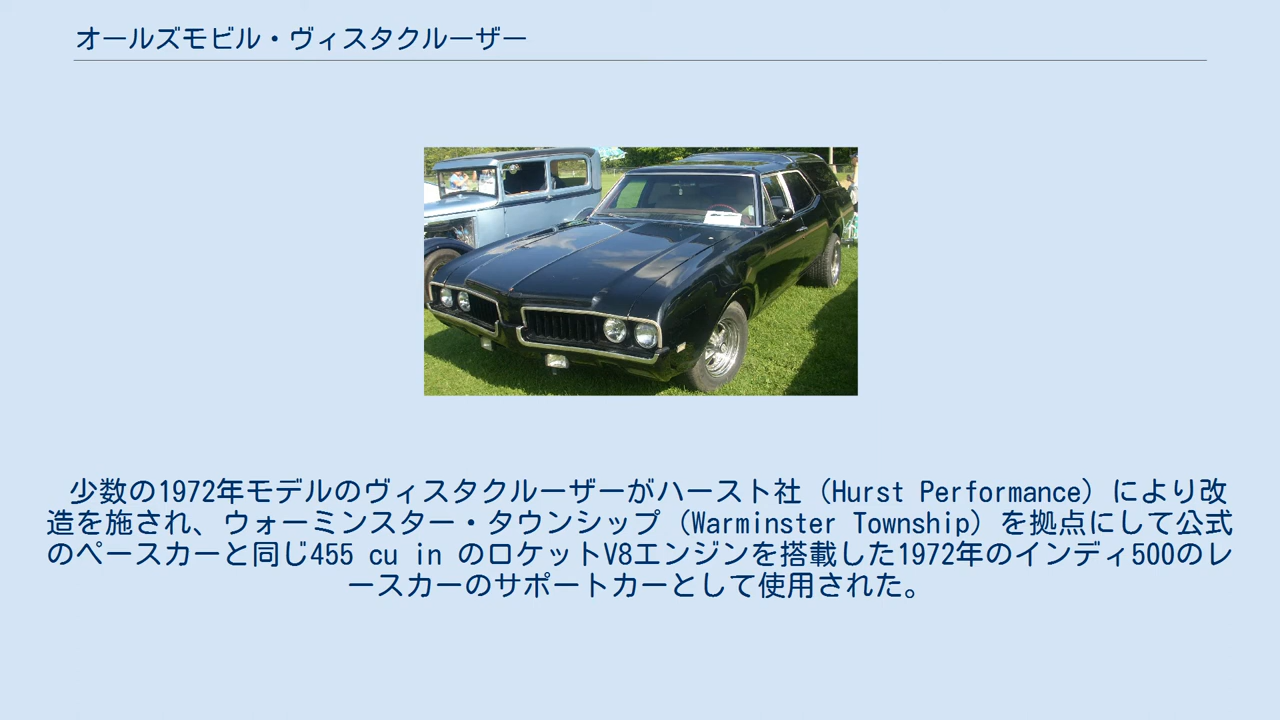 オールズモビル・ヴィスタクルーザー
少数の1972年モデルのヴィスタクルーザーがハースト社（Hurst Performance）により改
造を施され、ウォーミンスター・タウンシップ（Warminster Township）を拠点にして公式
のペースカーと同じ455 cu in のロケットV8エンジンを搭載した1972年のインディ500のレ
ースカーのサポートカーとして使用された。